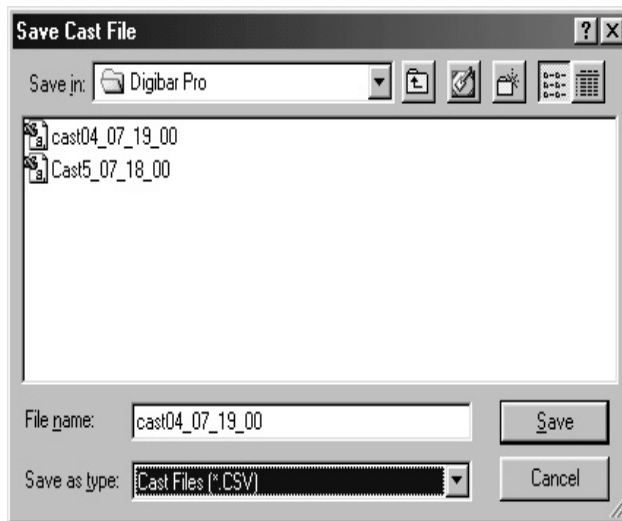 Save Cast File
Save in: Digibar Pro
cast04_07_19_00
Cast5_07_18_00
File name: cast04_07_19_00 Save
Save as type: Cast Files (*.CSV) Cancel